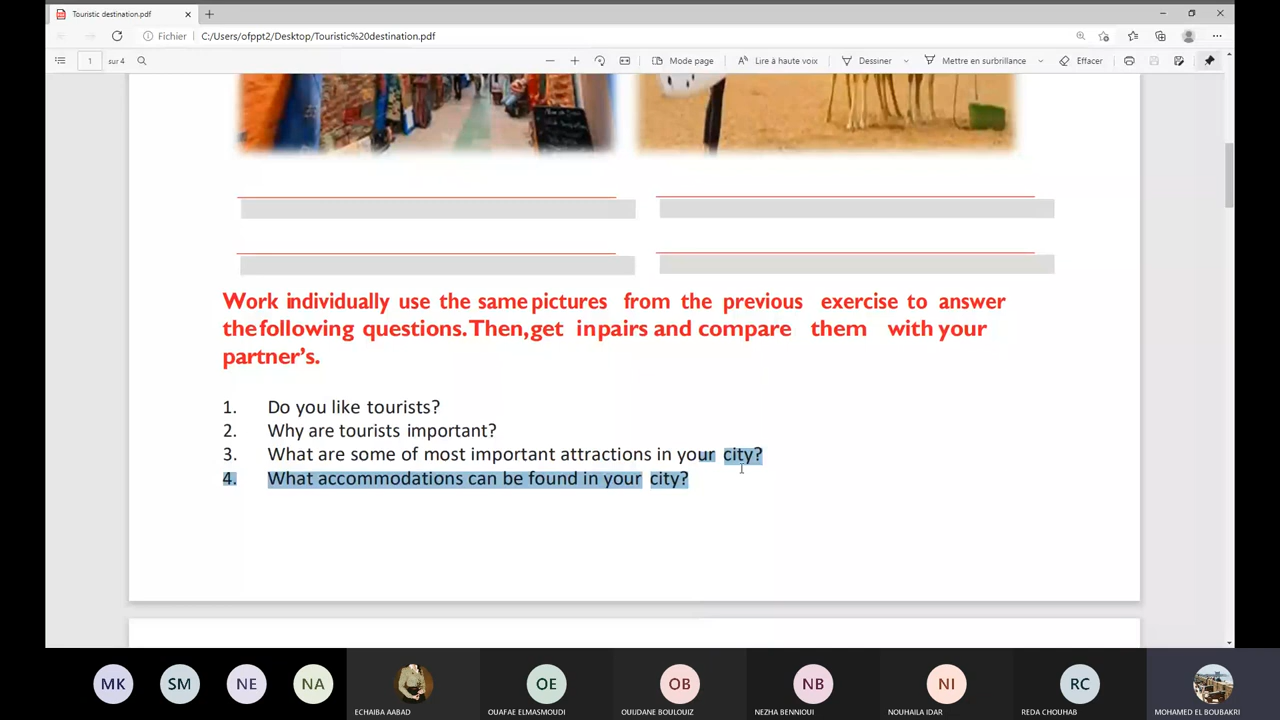 Touristic destination.pdf
Fichier C:/Users/ofppt2/Desktop/Touristic%20destination.pdf
1 sur 4 Mode page Lire à haute voix Dessiner Mettre en surbrillance Effacer
Work individually use the same pictures from the previous exercise to answer
the following questions. Then, get in pairs and compare them with your
partner's.
1. Do you like tourists?
2. Why are tourists important?
3. What are some of most important attractions in your city?
4. What accommodations can be found in your city?
MK SM NE NA OE OB NB NI RC
ECHAIBA AABAD OUAFAE ELMASMOUDI OUIJDANE BOULOUIZ NEZHA BENNIOUI NOUHAILA IDAR REDA CHOUHAB MOHAMED EL BOUBAKRI